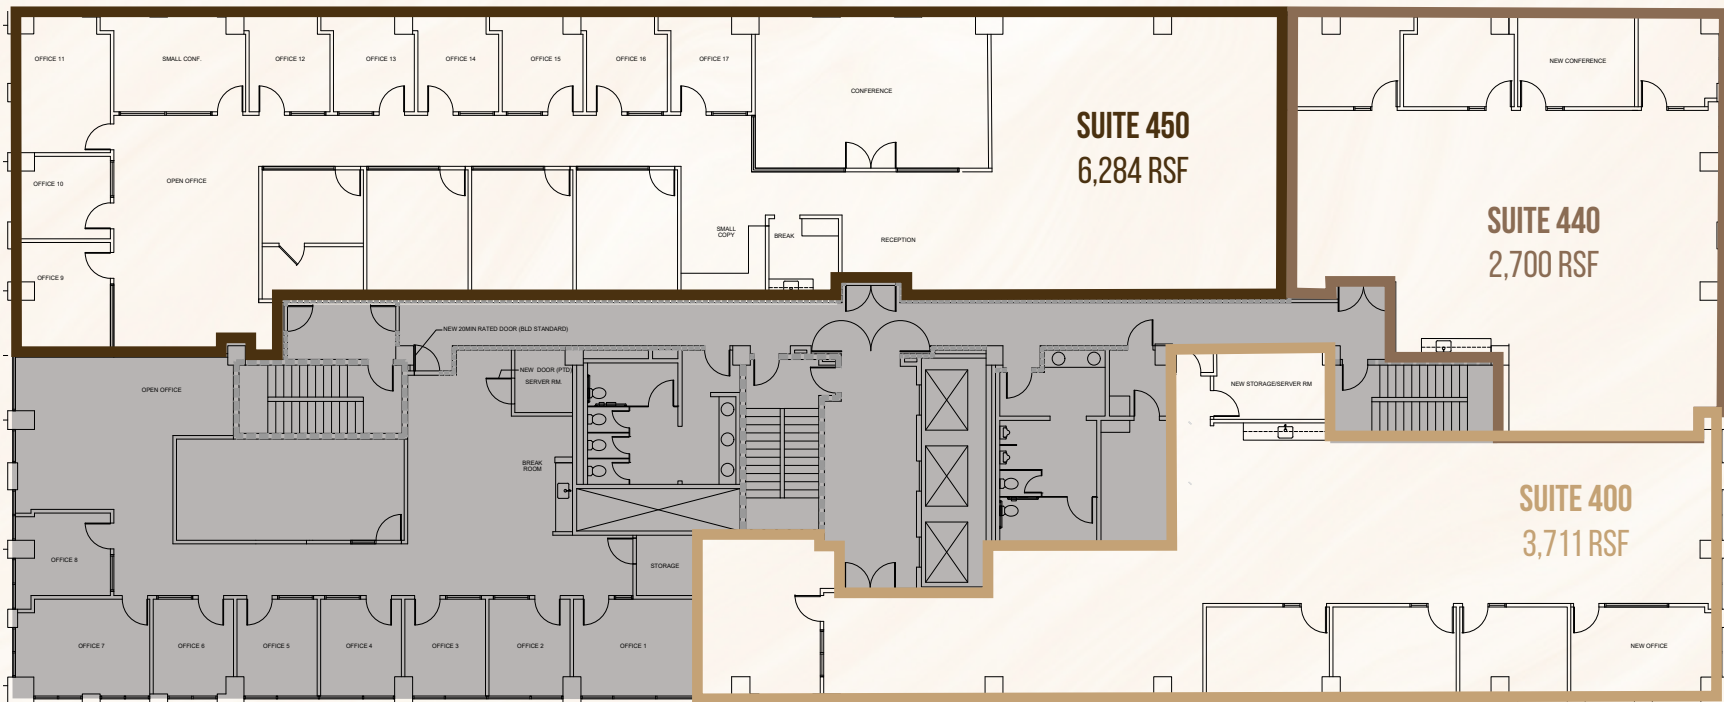 OFFICE 11
SMALL CONF.
OFFICE 12
OFFICE 13
OFFICE 14
OFFICE 15
OFFICE 16
OFFICE 17
CONFERENCE
NEW CONFERENCE
SUITE 450
6,284 RSF
OFFICE 10
OPEN OFFICE
SMALL
COPY
BREAK
RECEPTION
SUITE 440
2,700 RSF
OFFICE 9
NEW 20MIN RATED DOOR (BLD STANDARD)
NEW DOOR (PTD)
SERVER RM.
OPEN OFFICE
NEW STORAGE/SERVER RM
BREAK
ROOM
SUITE 400
3,711 RSF
OFFICE 8
STORAGE
OFFICE 7
OFFICE 6
OFFICE 5
OFFICE 4
OFFICE 3
OFFICE 2
OFFICE 1
NEW OFFICE